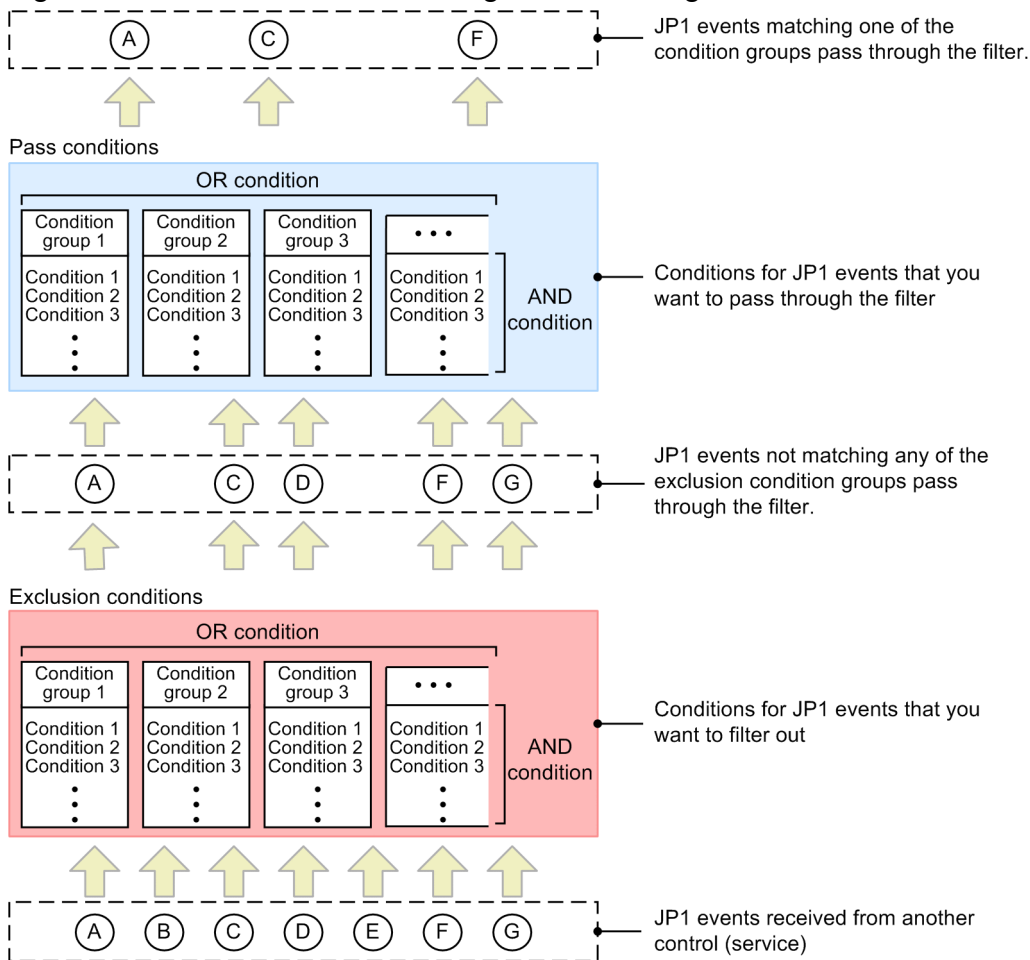 A C F
JP1 events matching one of the
condition groups pass through the filter.
Pass conditions
OR condition
Condition
group 1
Condition
group 2
Condition
group 3
• • •
Condition 1
Condition 2
Condition 3
Condition 1
Condition 2
Condition 3
Condition 1
Condition 2
Condition 3
Condition 1
Condition 2
Condition 3
AND
condition
Conditions for JP1 events that you
want to pass through the filter
A C D F G
JP1 events not matching any of the
exclusion condition groups pass
through the filter.
Exclusion conditions
OR condition
Condition
group 1
Condition
group 2
Condition
group 3
• • •
Condition 1
Condition 2
Condition 3
Condition 1
Condition 2
Condition 3
Condition 1
Condition 2
Condition 3
Condition 1
Condition 2
Condition 3
AND
condition
Conditions for JP1 events that you
want to filter out
A B C D E F G
JP1 events received from another
control (service)